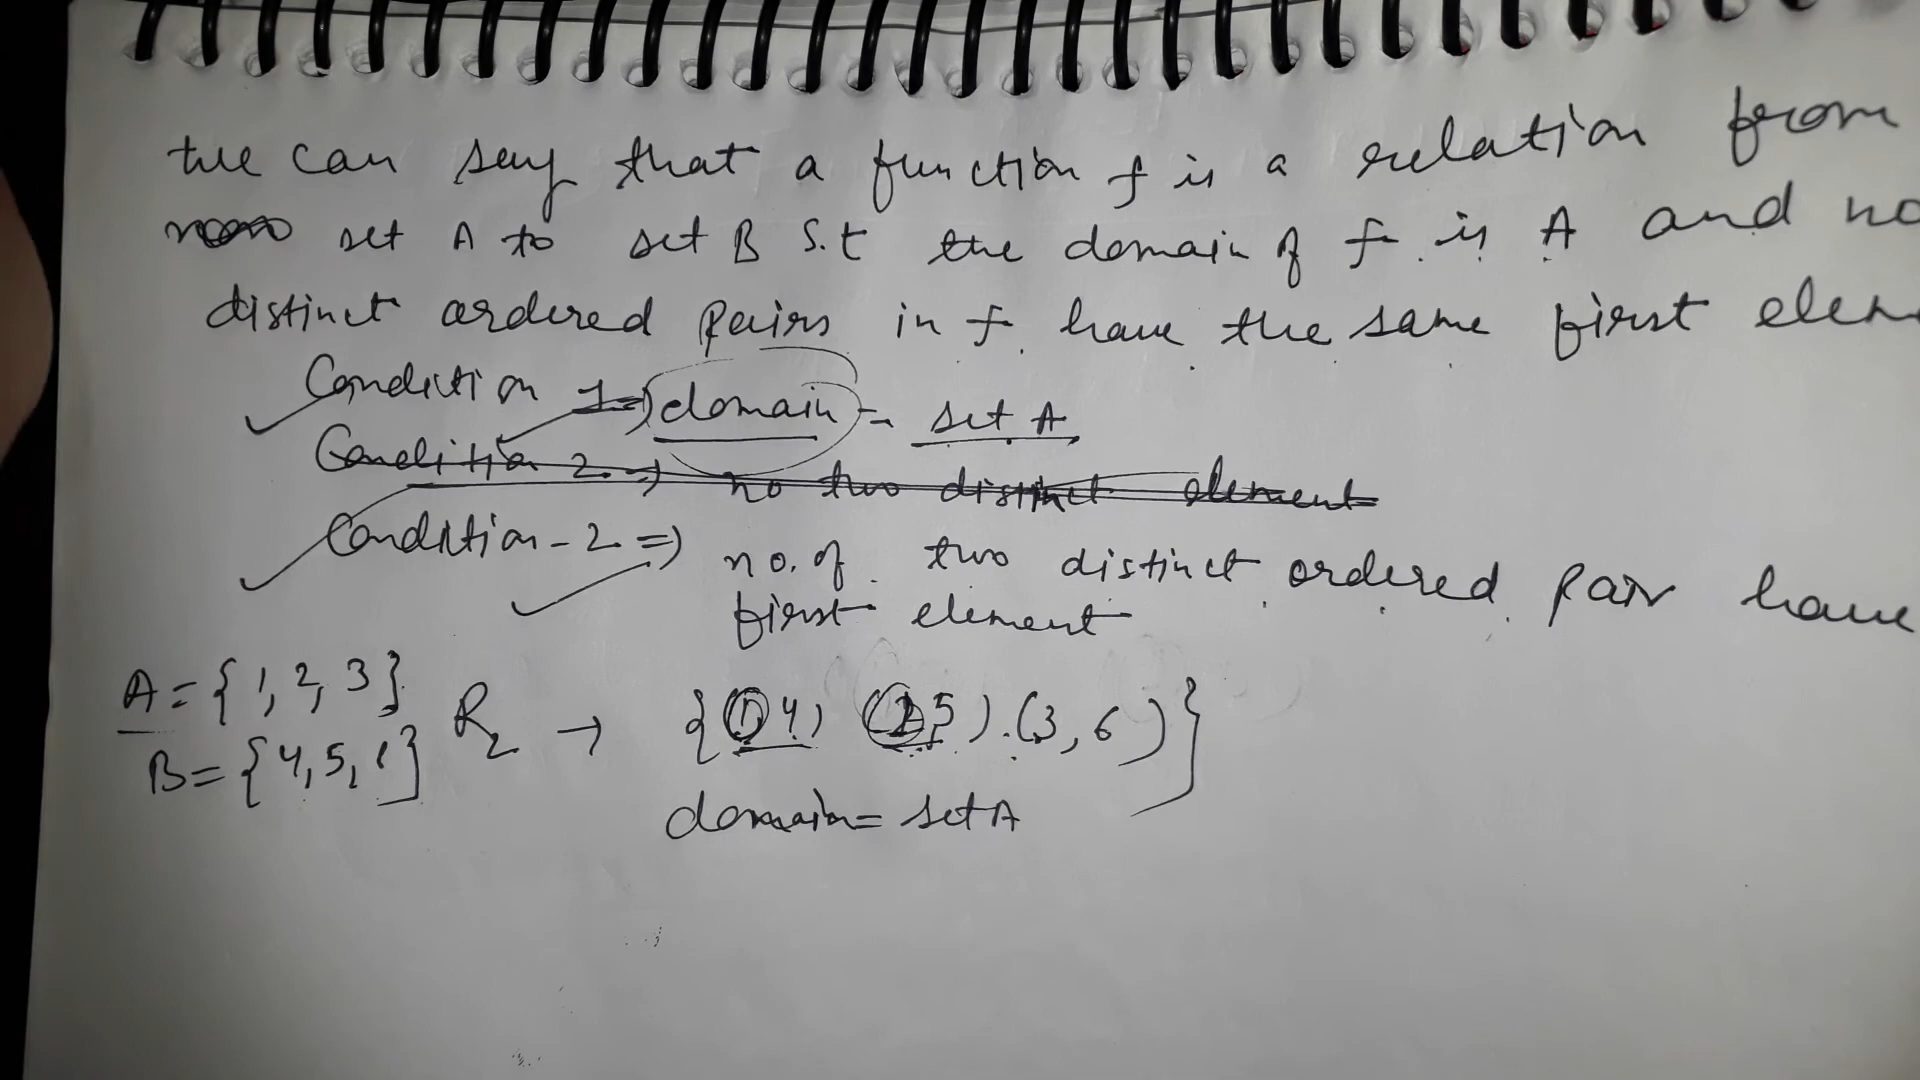 we can say that a function f is a relation from
set A to set B s.t the domain of f is A and no
distinct ordered pairs in f have the same first elem
Condition 1 => domain = set A
Condition 2 => no two distinct element
Condition - 2 => no. of two distinct ordered pair have
first element
A = {1, 2, 3}
B = {4, 5, } R2 → {(1, 4) (2, 5) . (3, 6)}
domain = set A